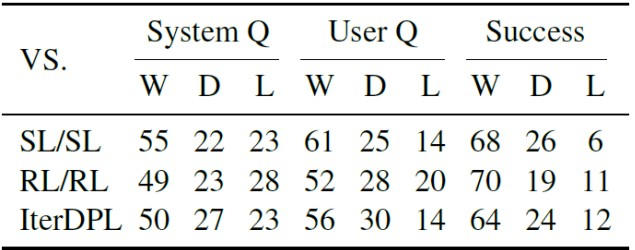 VS. System Q User Q Success
W D L W D L W D L
SL/SL 55 22 23 61 25 14 68 26 6
RL/RL 49 23 28 52 28 20 70 19 11
IterDPL 50 27 23 56 30 14 64 24 12